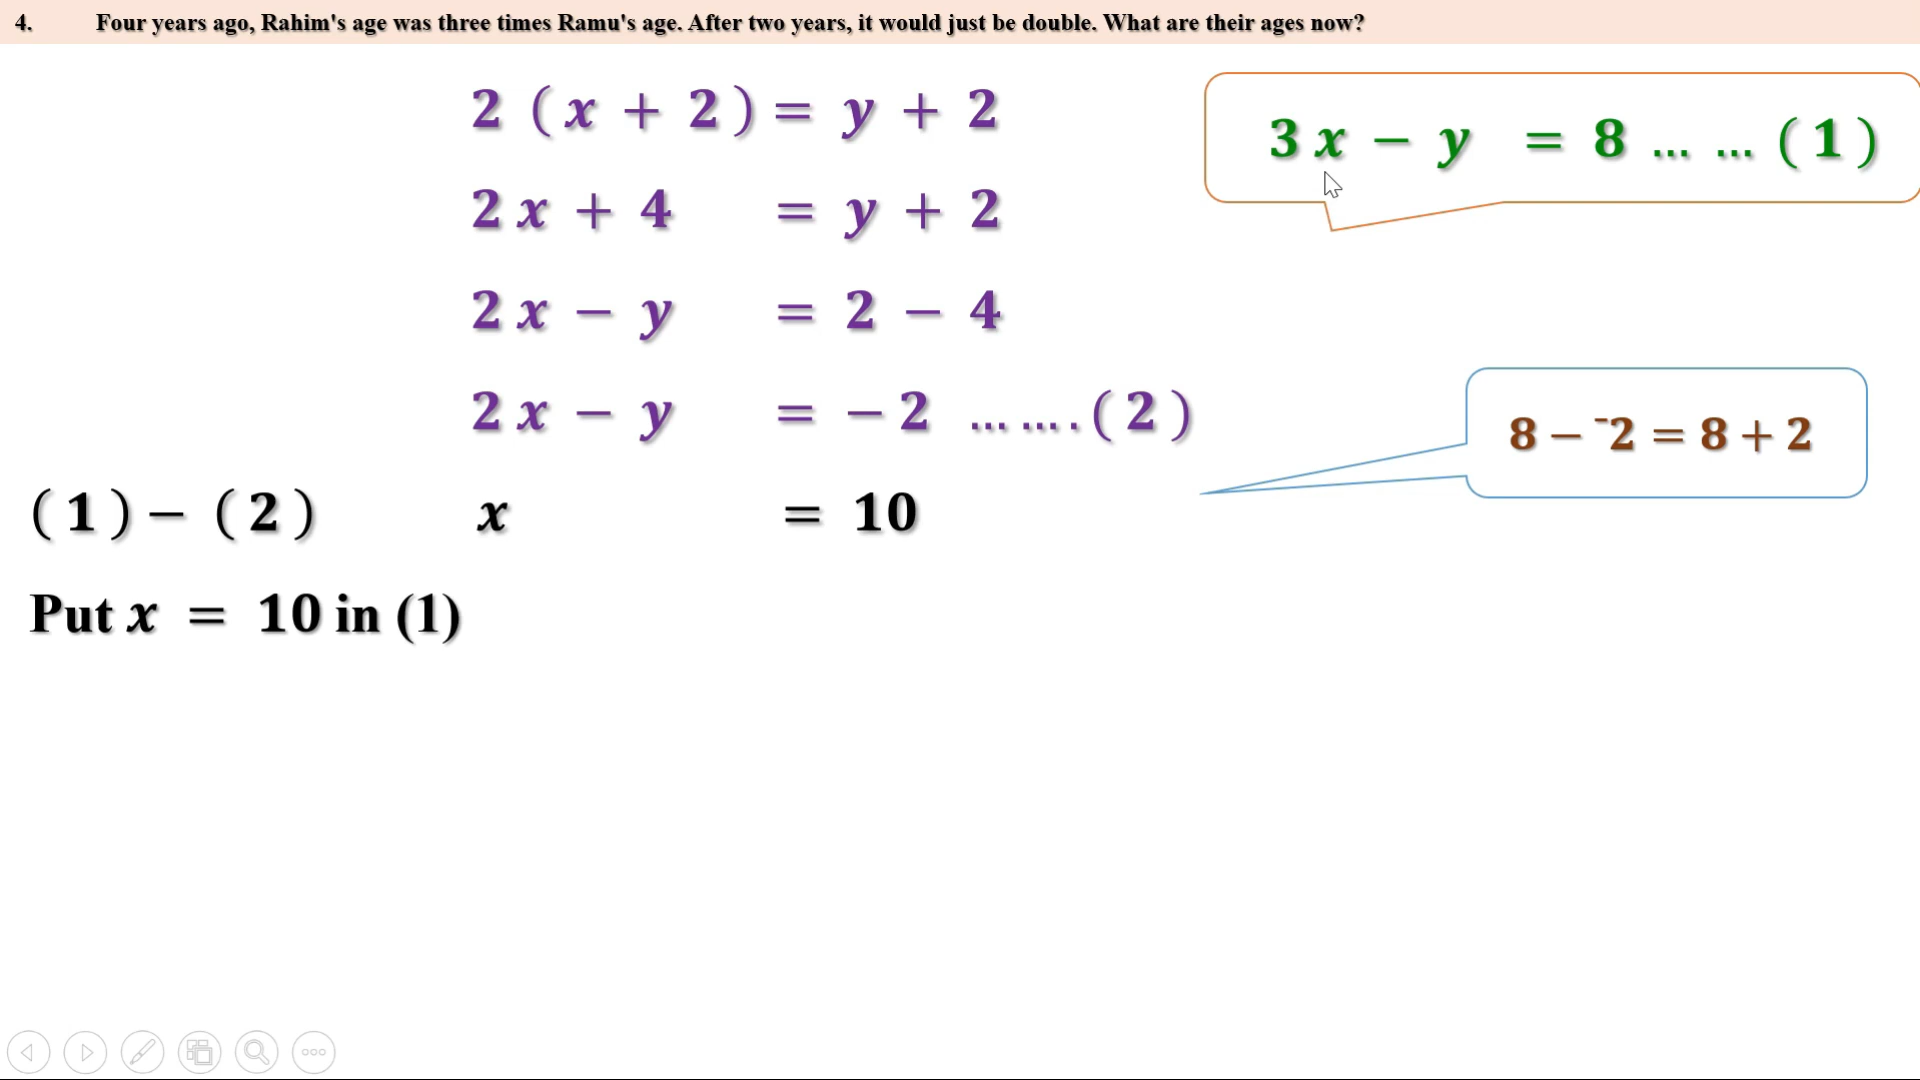 4. Four years ago, Rahim's age was three times Ramu's age. After two years, it would just be double. What are their ages now?
2 ( x + 2 ) = y + 2
3 x − y = 8 … … ( 1 )
2 x + 4 = y + 2
2 x − y = 2 − 4
2 x − y = − 2 … … . ( 2 )
8 − ⁻2 = 8 + 2
( 1 ) − ( 2 ) x = 10
Put x = 10 in (1)